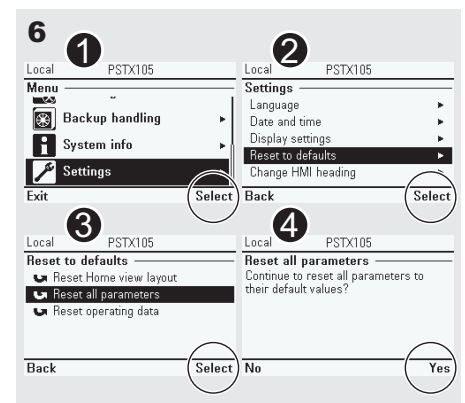 6
1
Local PSTX105
Menu
Backup handling
System info
Settings
Exit Select
2
Local PSTX105
Settings
Language
Date and time
Display settings
Reset to defaults
Change HMI heading
Back Select
3
Local PSTX105
Reset to defaults
Reset Home view layout
Reset all parameters
Reset operating data
Back Select
4
Local PSTX105
Reset all parameters
Continue to reset all parameters to
their default values?
No Yes